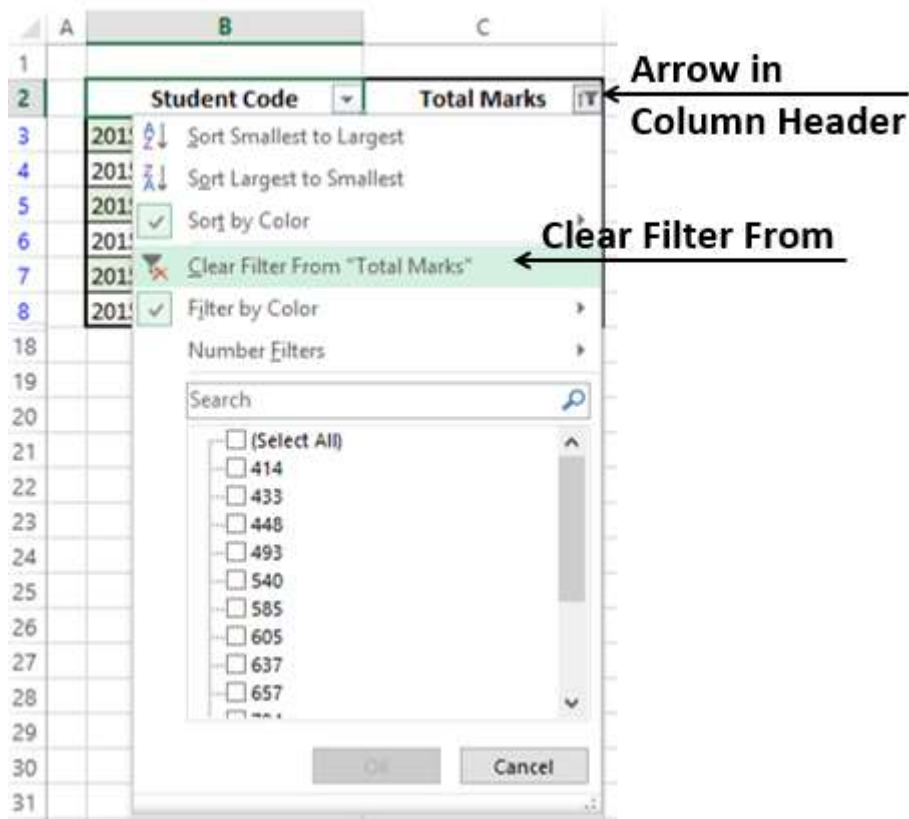 A B C
1
2 Student Code Total Marks
Arrow in
Column Header
3 201
Sort Smallest to Largest
4 201
Sort Largest to Smallest
5 201
Sort by Color
6 201
Clear Filter From
7 201
Clear Filter From "Total Marks"
8 2015
Filter by Color
18
Number Filters
19
Search
20
21 (Select All)
414
22 433
23 448
24 493
25 540
585
26 605
27 637
28 657
29
30 Cancel
31